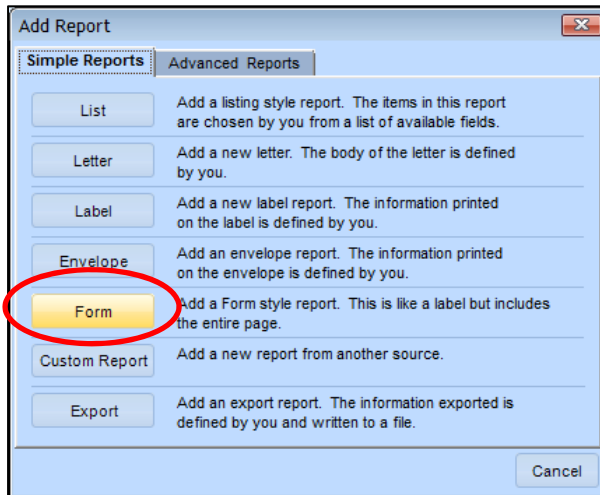 Add Report
Simple Reports
Advanced Reports
List
Add a listing style report. The items in this report
are chosen by you from a list of available fields.
Letter
Add a new letter. The body of the letter is defined
by you.
Label
Add a new label report. The information printed
on the label is defined by you.
Envelope
Add an envelope report. The information printed
on the envelope is defined by you.
Form
Add a Form style report. This is like a label but includes
the entire page.
Custom Report
Add a new report from another source.
Export
Add an export report. The information exported is
defined by you and written to a file.
Cancel